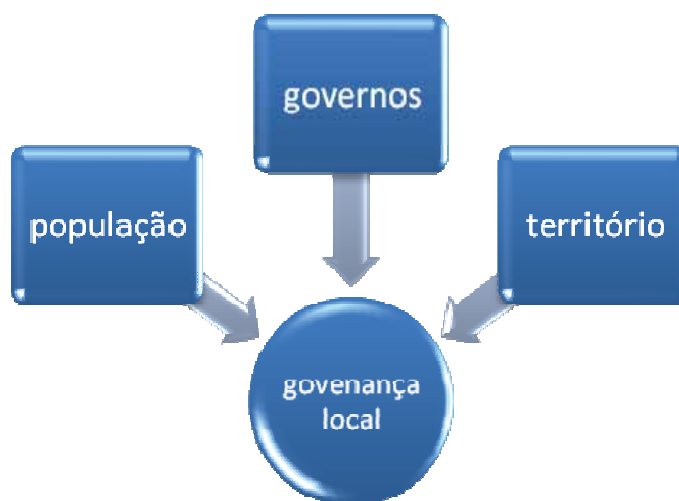 governos
população
território
govenança
local